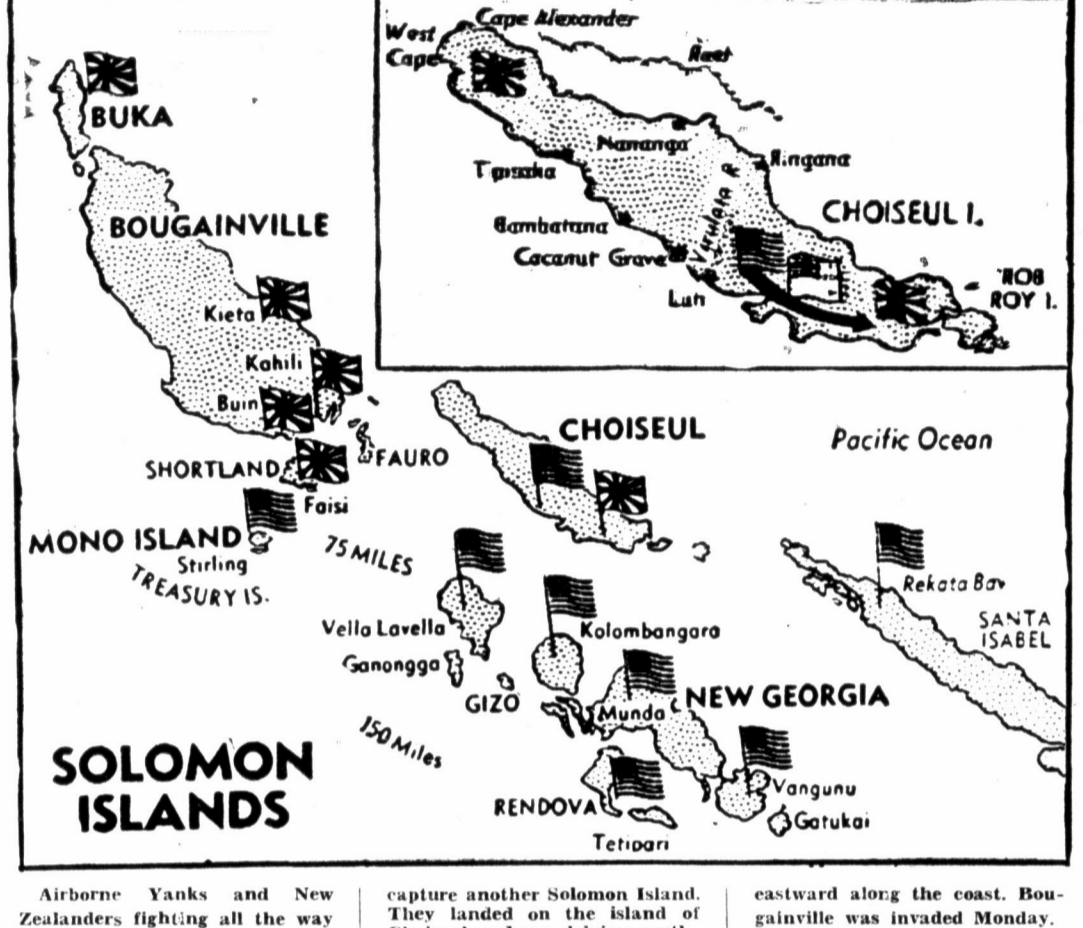 BUKA
BOUGAINVILLE
Kieta
Kahili
Buin
SHORTLAND
FAURO
Faisi
MONO ISLAND
Stirling
TREASURY IS.
75 MILES
Vella Lavella
Ganongga
GIZO
150 Miles
SOLOMON
ISLANDS
West
Cape
Cape Alexander
Reef
Nananga
Ringana
CHOISEUL I.
Bambatana
Cacanut Grave
Luti
ROB
ROY I.
CHOISEUL
Pacific Ocean
Rekata Bay
SANTA
ISABEL
Kolombangara
NEW GEORGIA
Munda
RENDOVA
Tetipari
Vangunu
Gatukai
Airborne Yanks and New
Zealanders fighting all the way
capture another Solomon Island.
They landed on the island of
eastward along the coast. Bou-
gainville was invaded Monday.